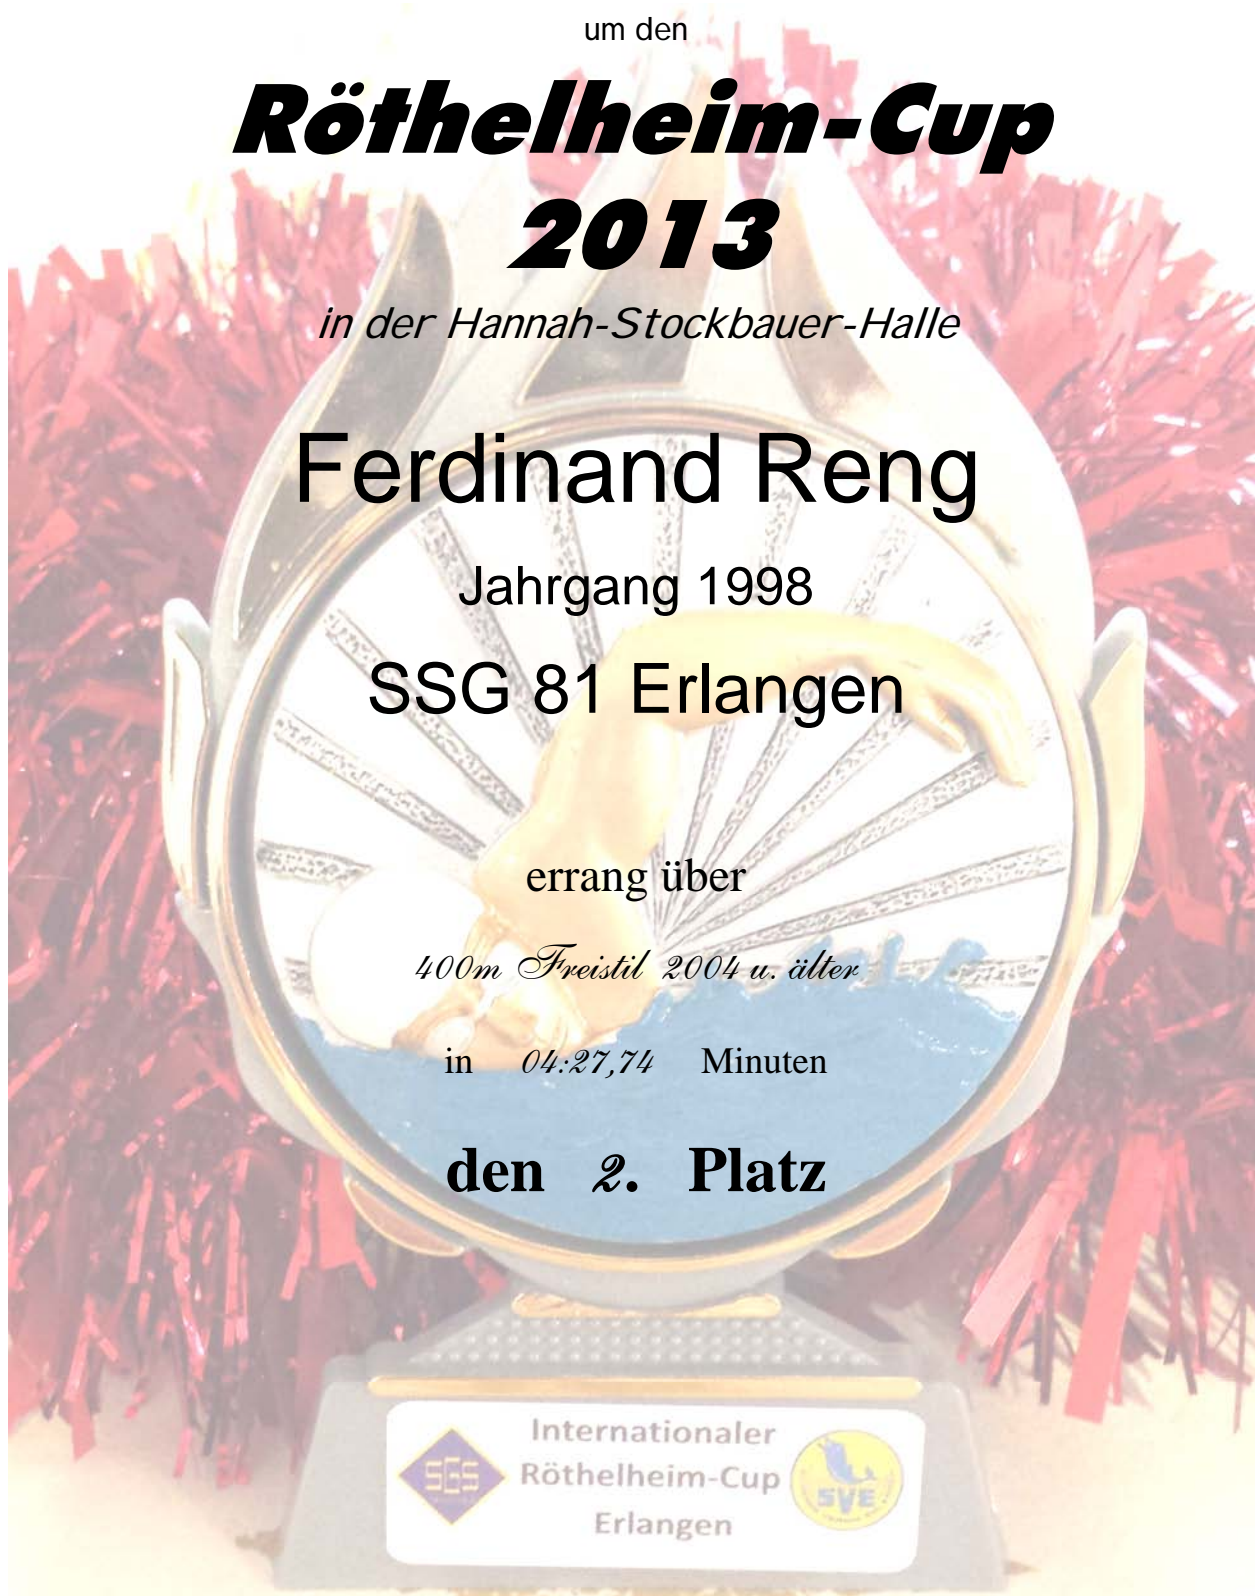 um den
Röthelheim-Cup
2013
in der Hannah-Stockbauer-Halle
Ferdinand Reng
Jahrgang 1998
SSG 81 Erlangen
errang über
400m Freistil 2004 u. älter
in 04:27,74 Minuten
den 2. Platz
Internationaler
SGS Röthelheim-Cup SVE
Erlangen